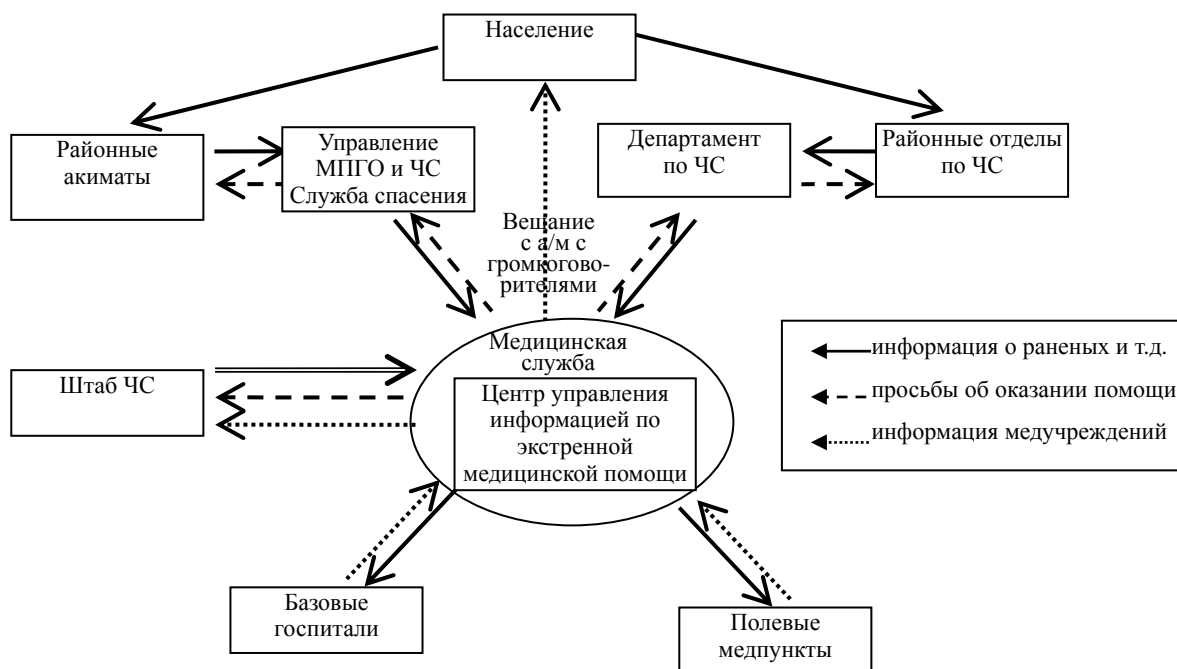 Население
Районные
акиматы
Управление
МПГО и ЧС
Служба спасения
Департамент
по ЧС
Районные отделы
по ЧС
Вещание
с а/м с
громкогово-
рителями
Медицинская
служба
Центр управления
информацией по
экстренной
медицинской помощи
Штаб ЧС
информация о раненых и т.д.
просьбы об оказании помощи
информация медучреждений
Базовые
госпитали
Полевые
медпункты